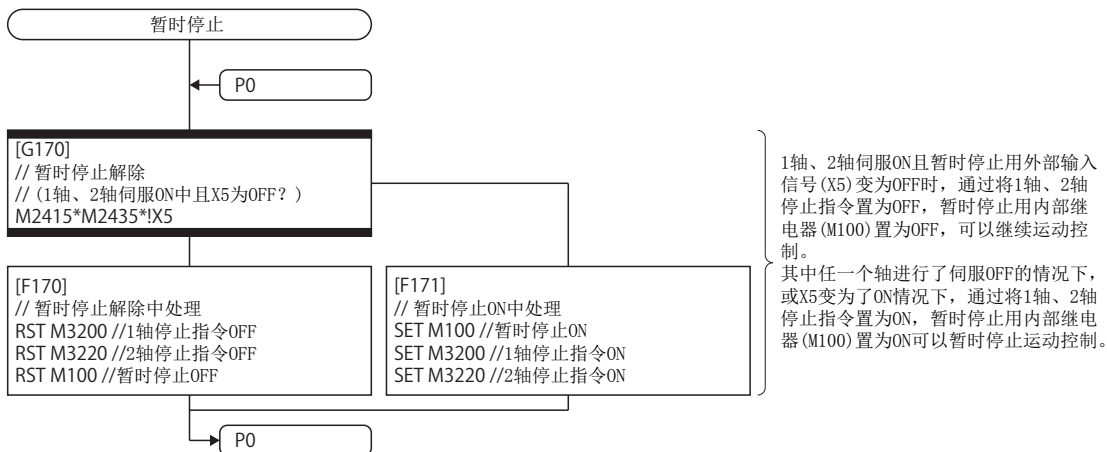 暂时停止
P0
[G170]
// 暂时停止解除
// (1轴、2轴伺服ON中且X5为OFF？)
M2415*M2435*!X5
[F170]
// 暂时停止解除中处理
RST M3200 //1轴停止指令OFF
RST M3220 //2轴停止指令OFF
RST M100 //暂时停止OFF
[F171]
// 暂时停止ON中处理
SET M100 //暂时停止ON
SET M3200 //1轴停止指令ON
SET M3220 //2轴停止指令ON
P0
1轴、2轴伺服ON且暂时停止用外部输入
信号(X5)变为OFF时，通过将1轴、2轴
停止指令置为OFF，暂时停止用内部继
电器(M100)置为OFF，可以继续运动控
制。
其中任一个轴进行了伺服OFF的情况下，
或X5变为了ON情况下，通过将1轴、2轴
停止指令置为ON，暂时停止用内部继电
器(M100)置为ON可以暂时停止运动控制。